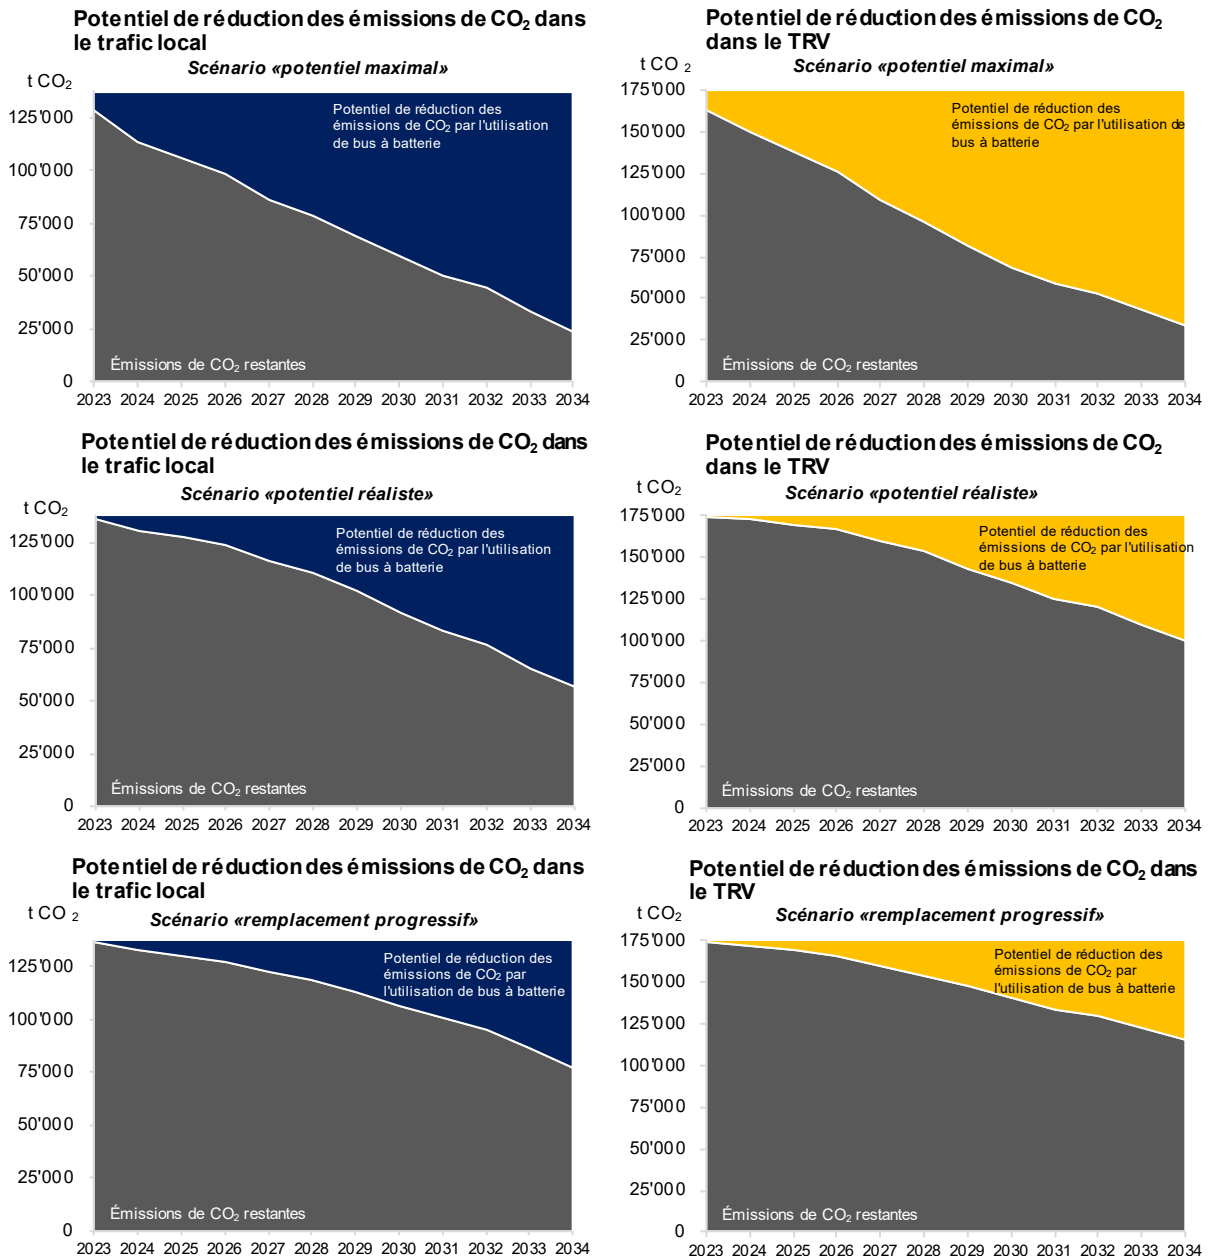 Potentiel de réduction des émissions de CO₂ dans
le trafic local
Scénario «potentiel maximal»
t CO₂
Potentiel de réduction des
émissions de CO₂ par l'utilisation
de bus à batterie
125'000
100'000
75'000
50'000
25'000
0
Émissions de CO₂ restantes
2023 2024 2025 2026 2027 2028 2029 2030 2031 2032 2033 2034
Potentiel de réduction des émissions de CO₂
dans le TRV
Scénario «potentiel maximal»
t CO₂
Potentiel de réduction des
émissions de CO₂ par l'utilisation de
bus à batterie
175'000
150'000
125'000
100'000
75'000
50'000
25'000
0
Émissions de CO₂ restantes
2023 2024 2025 2026 2027 2028 2029 2030 2031 2032 2033 2034
Potentiel de réduction des émissions de CO₂ dans
le trafic local
Scénario «potentiel réaliste»
t CO₂
Potentiel de réduction des
émissions de CO₂ par l'utilisation
de bus à batterie
125'000
100'000
75'000
50'000
25'000
0
Émissions de CO₂ restantes
2023 2024 2025 2026 2027 2028 2029 2030 2031 2032 2033 2034
Potentiel de réduction des émissions de CO₂
dans le TRV
Scénario «potentiel réaliste»
t CO₂
Potentiel de réduction des
émissions de CO₂ par l'utilisation
de bus à batterie
175'000
150'000
125'000
100'000
75'000
50'000
25'000
0
Émissions de CO₂ restantes
2023 2024 2025 2026 2027 2028 2029 2030 2031 2032 2033 2034
Potentiel de réduction des émissions de CO₂ dans
le trafic local
Scénario «remplacement progressif»
t CO₂
Potentiel de réduction des
émissions de CO₂ par
l'utilisation de bus à batterie
125'000
100'000
75'000
50'000
25'000
0
Émissions de CO₂ restantes
2023 2024 2025 2026 2027 2028 2029 2030 2031 2032 2033 2034
Potentiel de réduction des émissions de CO₂ dans
le TRV
Scénario «remplacement progressif»
t CO₂
Potentiel de réduction des
émissions de CO₂ par
l'utilisation de bus à batterie
175'000
150'000
125'000
100'000
75'000
50'000
25'000
0
Émissions de CO₂ restantes
2023 2024 2025 2026 2027 2028 2029 2030 2031 2032 2033 2034